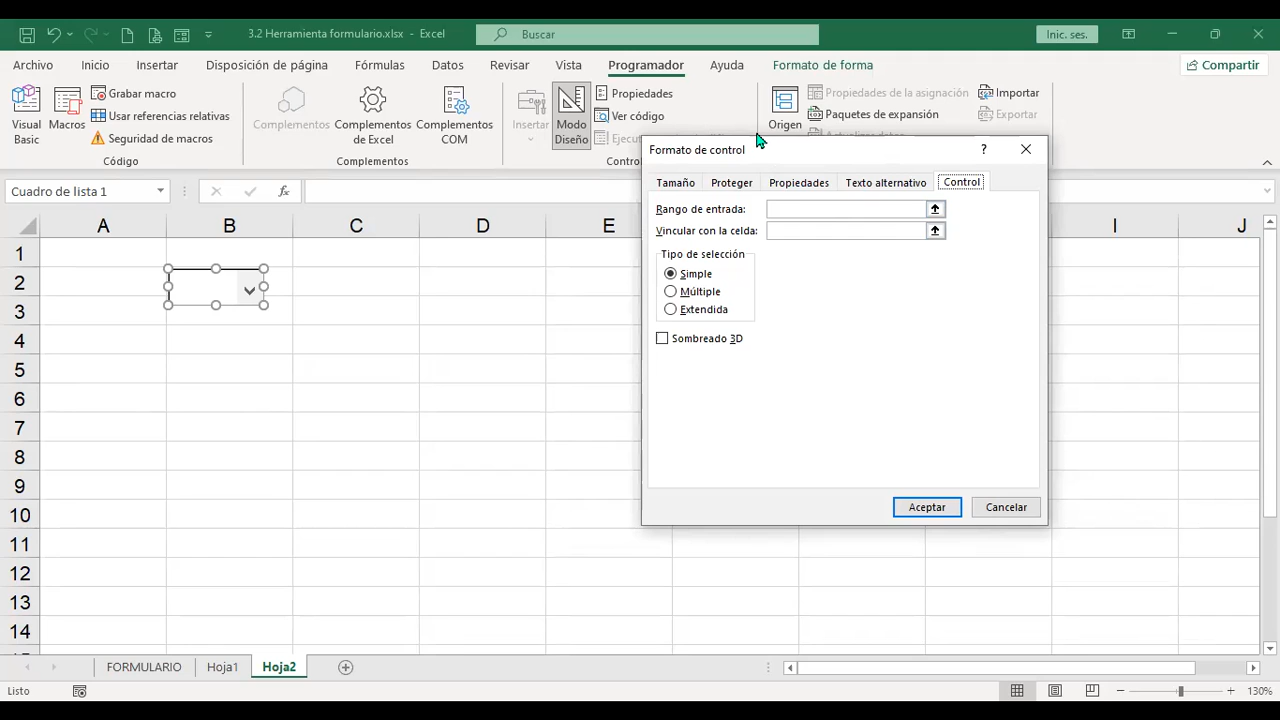 3.2 Herramienta formulario.xlsx - Excel
Buscar
Inic. ses.
Archivo Inicio Insertar Disposición de página Fórmulas Datos Revisar Vista Programador Ayuda Formato de forma Compartir
Visual Basic
Macros
Grabar macro
Usar referencias relativas
Seguridad de macros
Código
Complementos
Complementos de Excel
Complementos COM
Complementos
Insertar
Modo Diseño
Propiedades
Ver código
Origen
Propiedades de la asignación
Paquetes de expansión
Importar
Exportar
Cuadro de lista 1
fx
A B C D E I J
1
2
3
4
5
6
7
8
9
10
11
12
13
14
Formato de control
?
Tamaño Proteger Propiedades Texto alternativo Control
Rango de entrada:
Vincular con la celda:
Tipo de selección
Simple
Múltiple
Extendida
Sombreado 3D
Aceptar Cancelar
FORMULARIO Hoja1 Hoja2
Listo
130%